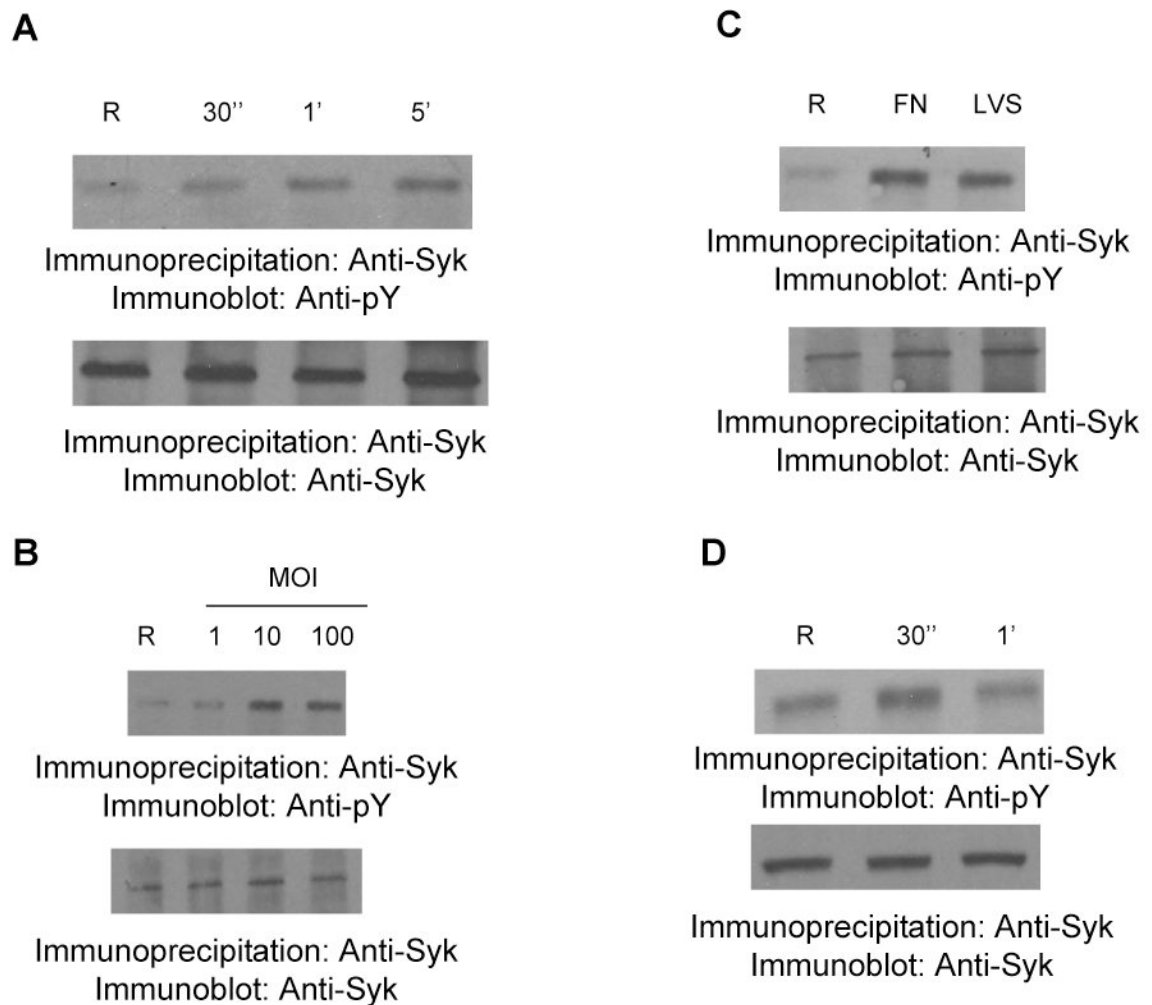 A
R 30’’ 1’ 5’
Immunoprecipitation: Anti-Syk
Immunoblot: Anti-pY
Immunoprecipitation: Anti-Syk
Immunoblot: Anti-Syk
B
MOI
R 1 10 100
Immunoprecipitation: Anti-Syk
Immunoblot: Anti-pY
Immunoprecipitation: Anti-Syk
Immunoblot: Anti-Syk
C
R FN LVS
Immunoprecipitation: Anti-Syk
Immunoblot: Anti-pY
Immunoprecipitation: Anti-Syk
Immunoblot: Anti-Syk
D
R 30’’ 1’
Immunoprecipitation: Anti-Syk
Immunoblot: Anti-pY
Immunoprecipitation: Anti-Syk
Immunoblot: Anti-Syk